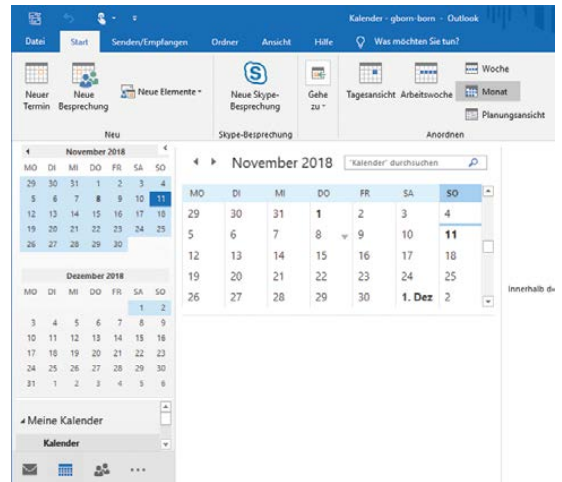 Kalender - gborn-born - Outlook
Datei Start Senden/Empfangen Ordner Ansicht Hilfe Was möchten Sie tun?
Neuer Termin
Neue Besprechung
Neue Elemente
Neu
Neue Skype-Besprechung
Skype-Besprechung
Gehe zu
Tagesansicht
Arbeitswoche
Woche
Monat
Planungsansicht
Anordnen
November 2018
MO DI MI DO FR SA SO
29 30 31 1 2 3 4
5 6 7 8 9 10 11
12 13 14 15 16 17 18
19 20 21 22 23 24 25
26 27 28 29 30
Dezember 2018
MO DI MI DO FR SA SO
1 2
3 4 5 6 7 8 9
10 11 12 13 14 15 16
17 18 19 20 21 22 23
24 25 26 27 28 29 30
31 1 2 3 4 5 6
Meine Kalender
Kalender
November 2018
"Kalender" durchsuchen
MO DI MI DO FR SA SO
29 30 31 1 2 3 4
5 6 7 8 9 10 11
12 13 14 15 16 17 18
19 20 21 22 23 24 25
26 27 28 29 30 1. Dez 2
Innerhalb